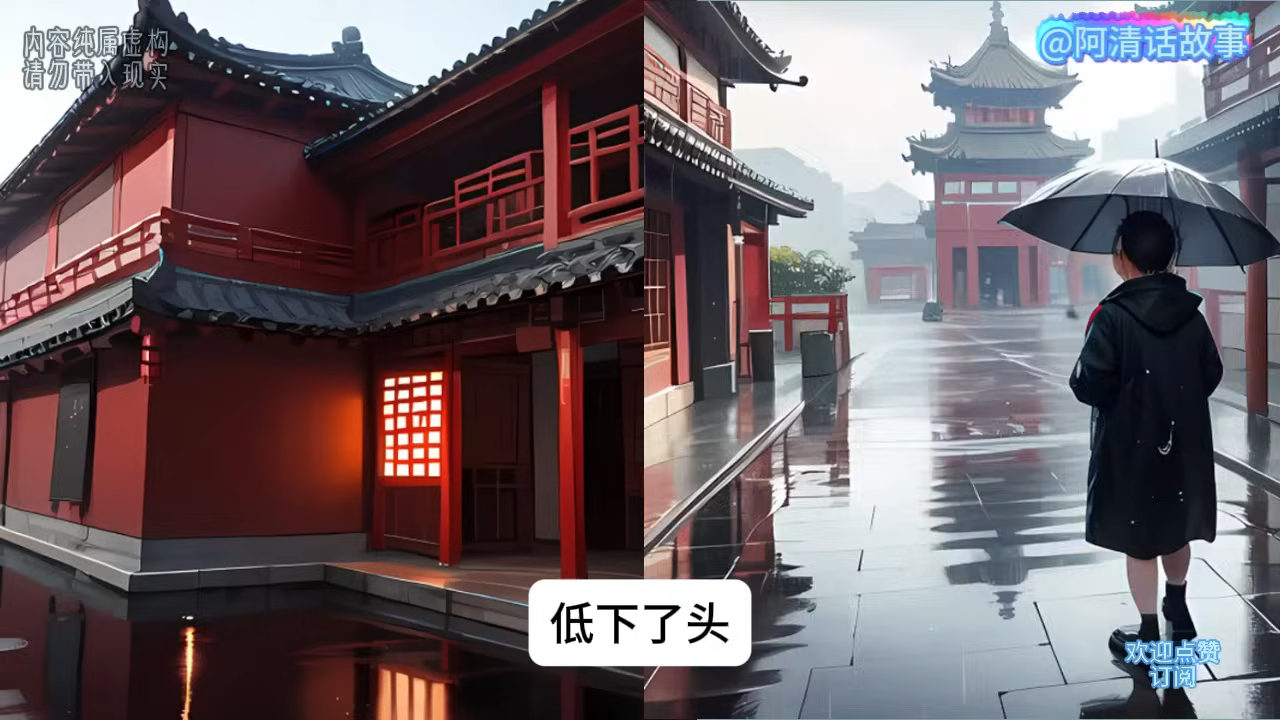 内容纯属虚构
请勿带入现实
@阿清话故事
低下了头
欢迎点赞
订阅